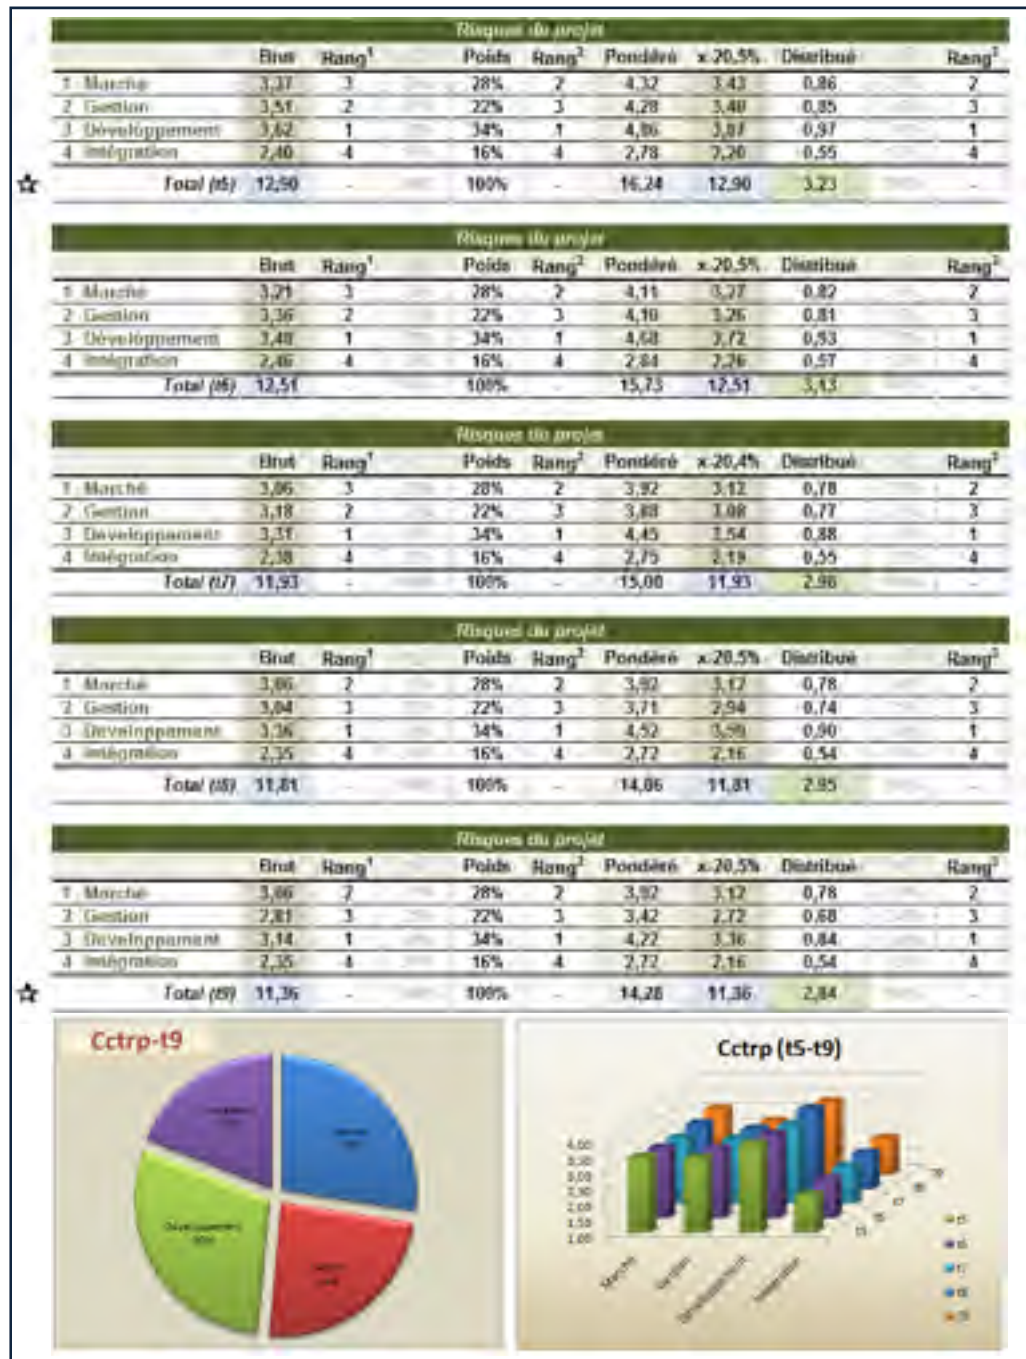 Risques du projet
Brut Rang¹ Poids Rang² Pondéré x-20,5% Distribué Rang³
1 Marché 3,37 3 28% 2 4,32 3,43 0,86 2
2 Gestion 3,51 2 22% 3 4,28 3,40 0,85 3
3 Développement 3,62 1 34% 1 4,86 3,87 0,97 1
4 Intégration 2,40 4 16% 4 2,78 2,20 0,55 4
Total (t5) 12,90 - 100% - 16,24 12,90 3,23 -
Risques du projet
Brut Rang¹ Poids Rang² Pondéré x-20,5% Distribué Rang³
1 Marché 3,21 3 28% 2 4,11 3,27 0,82 2
2 Gestion 3,36 2 22% 3 4,10 3,26 0,81 3
3 Développement 3,48 1 34% 1 4,68 3,72 0,93 1
4 Intégration 2,46 4 16% 4 2,84 2,26 0,57 4
Total (t6) 12,51 100% 15,73 12,51 3,13
Risques du projet
Brut Rang¹ Poids Rang² Pondéré x-20,4% Distribué Rang³
1 Marché 3,06 3 28% 2 3,92 3,12 0,78 2
2 Gestion 3,18 2 22% 3 3,88 3,08 0,77 3
3 Développement 3,31 1 34% 1 4,45 3,54 0,88 1
4 Intégration 2,38 4 16% 4 2,75 2,19 0,55 4
Total (t7) 11,93 - 100% - 15,00 11,93 2,98 -
Risques du projet
Brut Rang¹ Poids Rang² Pondéré x-20,5% Distribué Rang³
1 Marché 3,06 2 28% 2 3,92 3,12 0,78 2
2 Gestion 3,04 3 22% 3 3,71 2,94 0,74 3
3 Développement 3,36 1 34% 1 4,52 0,90 1
4 Intégration 2,35 4 16% 4 2,72 2,16 0,54 4
Total (t8) 11,81 - 100% - 14,86 11,81 2,95 -
Risques du projet
Brut Rang¹ Poids Rang² Pondéré x-20,5% Distribué Rang³
1 Marché 3,06 2 28% 2 3,92 3,12 0,78 2
2 Gestion 2,81 3 22% 3 3,42 2,72 0,68 3
3 Développement 3,14 1 34% 1 4,22 3,36 0,84 1
4 Intégration 2,35 4 16% 4 2,72 2,16 0,54 4
Total (t9) 11,36 - 100% - 14,28 11,36 2,84 -
Cctrp-t9
Développement
Cctrp (t5-t9)
4,00
3,50
3,00
2,50
2,00
1,50
1,00
Marché Gestion Développement Intégration
t5 t6 t7 t8 t9
t5
t6
t7
t8
t9